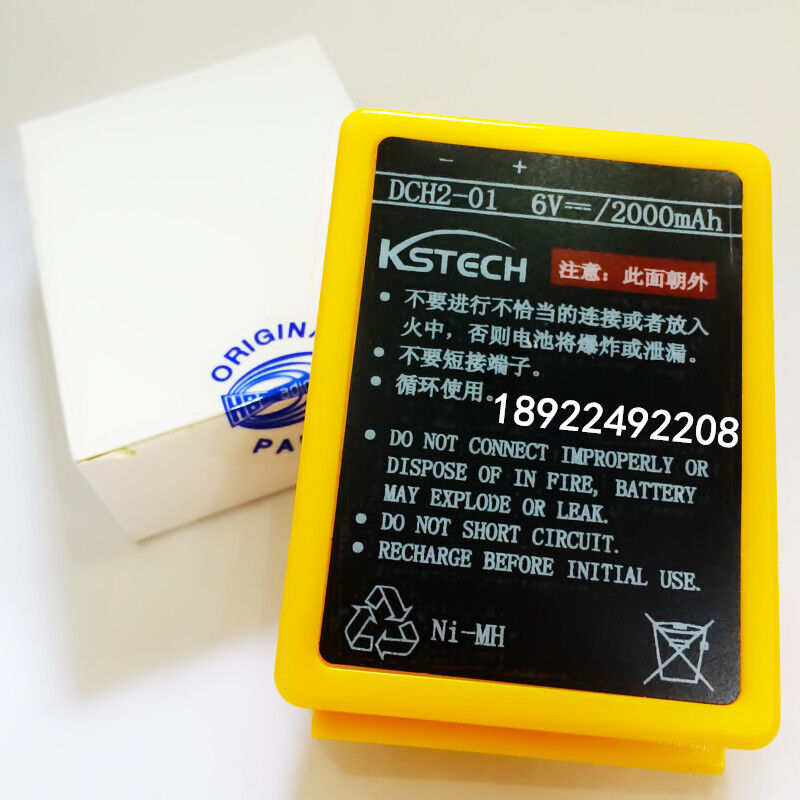 - +
DCH2-01 6V⎓/2000mAh
KSTECH 注意:此面朝外
• 不要进行不恰当的连接或者放入
火中,否则电池将爆炸或泄漏。
• 不要短接端子。
• 循环使用。
18922492208
• DO NOT CONNECT IMPROPERLY OR
DISPOSE OF IN FIRE, BATTERY
MAY EXPLODE OR LEAK.
• DO NOT SHORT CIRCUIT.
• RECHARGE BEFORE INITIAL USE.
Ni-MH